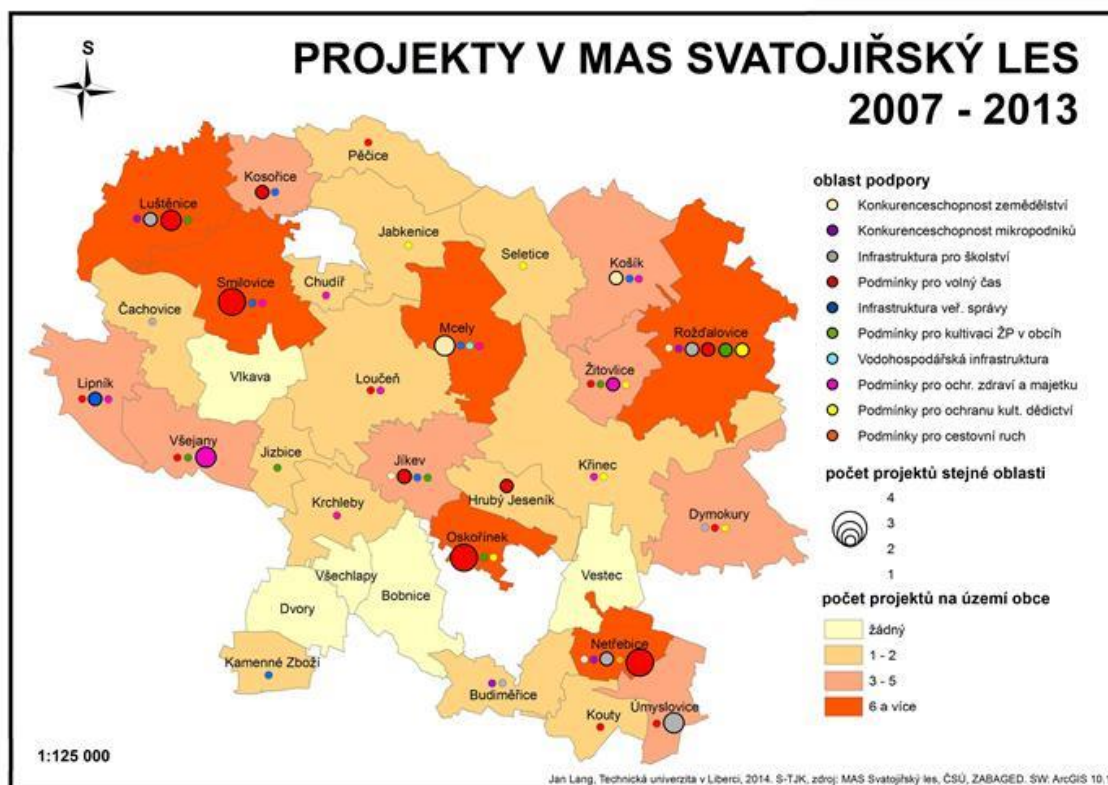 PROJEKTY V MAS SVATOJIŘSKÝ LES
2007 - 2013
S
Pěčice
Kosořice
Luštěnice
Jabkenice
Seletice
Smilovice
Chudíř
Košík
Čachovice
Mcely
Rožďalovice
Lipník
Vlkava
Loučeň
Žitovlice
Všejany
Jizbice
Jíkev
Křinec
Hrubý Jeseník
Krchleby
Dymokury
Oskořínek
Všechlapy
Vestec
Bobnice
Dvory
Netřebice
Kamenné Zboží
Budiměřice
Kouty
Úmyslovice
oblast podpory
Konkurenceschopnost zemědělství
Konkurenceschopnost mikropodniků
Infrastruktura pro školství
Podmínky pro volný čas
Infrastruktura veř. správy
Podmínky pro kultivaci ŽP v obcíh
Vodohospodářská infrastruktura
Podmínky pro ochr. zdraví a majetku
Podmínky pro ochranu kult. dědictví
Podmínky pro cestovní ruch
počet projektů stejné oblasti
4
3
2
1
počet projektů na území obce
žádný
1 - 2
3 - 5
6 a více
1:125 000
Jan Lang, Technická univerzita v Liberci, 2014. S-TJK, zdroj: MAS Svatojiřský les, ČSÚ, ZABAGED. SW: ArcGIS 10.1